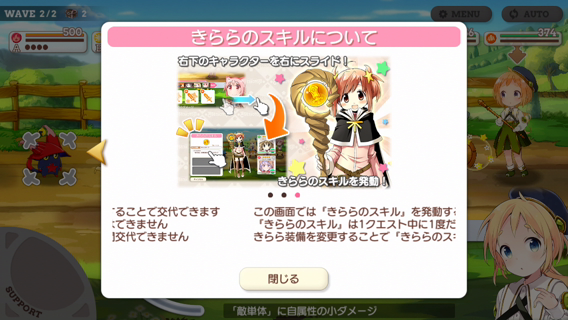 WAVE 2/2
2
MENU
AUTO
500
274
きららのスキルについて
右下のキャラクターを右にスライド！
きららのスキルを発動！
することで交代できます
できません
交代できません
この画面では『きららのスキル』を発動す
『きららのスキル』は1クエスト中に1度だ
きらら装備を変更することで『きららのスキ
閉じる
SUPPORT
「敵単体」に自属性の小ダメージ